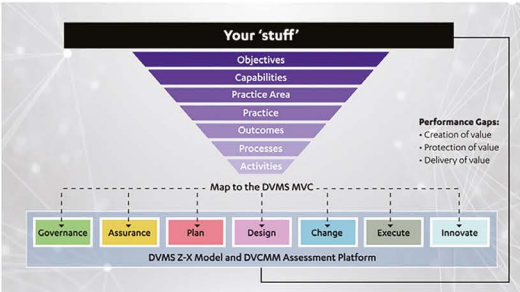 Your 'stuff'
Objectives
Capabilities
Practice Area
Practice
Outcomes
Processes
Activities
Performance Gaps:
• Creation of value
• Protection of value
• Delivery of value
Map to the DVMS MVC
Governance
Assurance
Plan
Design
Change
Execute
Innovate
DVMS Z-X Model and DVCMM Assessment Platform